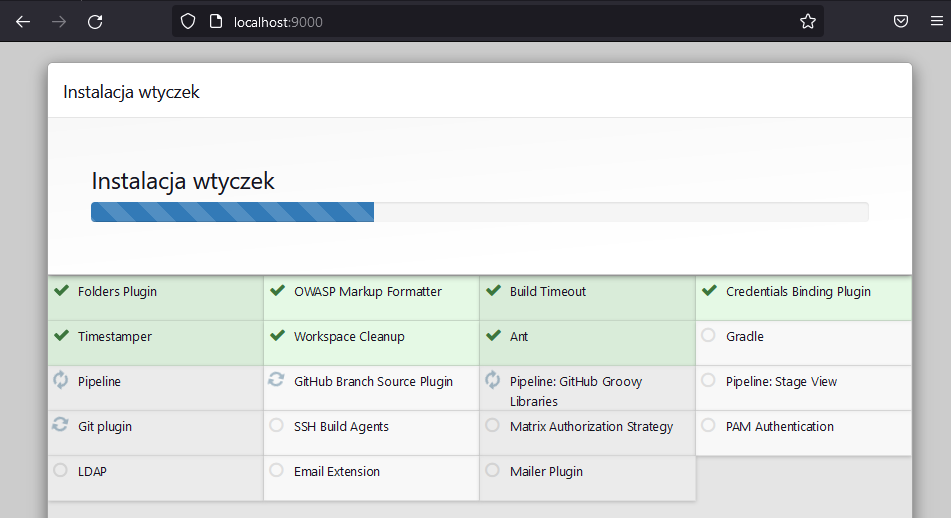 localhost:9000
Instalacja wtyczek
Instalacja wtyczek
Folders Plugin
OWASP Markup Formatter
Build Timeout
Credentials Binding Plugin
Timestamper
Workspace Cleanup
Ant
Gradle
Pipeline
GitHub Branch Source Plugin
Pipeline: GitHub Groovy
Libraries
Pipeline: Stage View
Git plugin
SSH Build Agents
Matrix Authorization Strategy
PAM Authentication
LDAP
Email Extension
Mailer Plugin